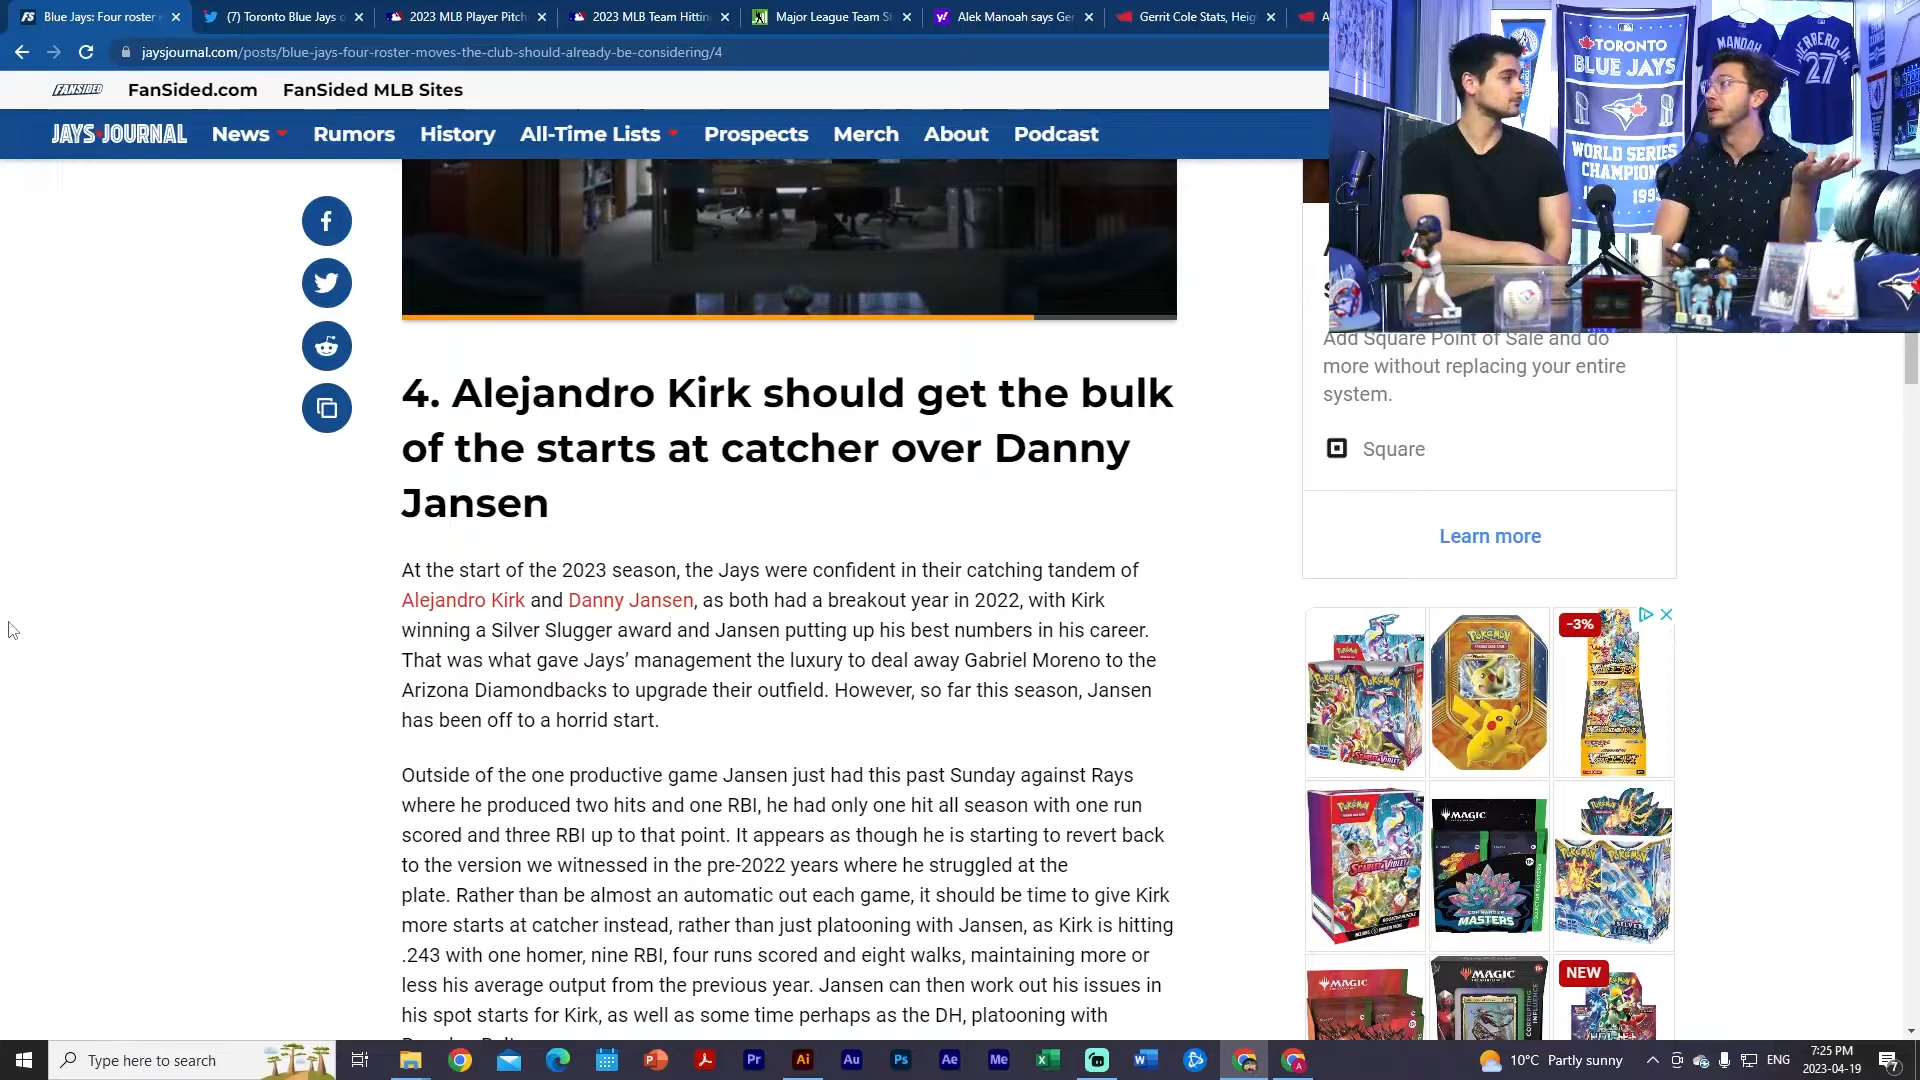 Blue Jays: Four roster
(7) Toronto Blue Jays o
2023 MLB Player Pitch
2023 MLB Team Hittin
Major League Team S
Alek Manoah says Ger
Gerrit Cole Stats, Heig
A
jaysjournal.com/posts/blue-jays-four-roster-moves-the-club-should-already-be-considering/4
FANSIDED
FanSided.com
FanSided MLB Sites
JAYS JOURNAL
News
Rumors
History
All-Time Lists
Prospects
Merch
About
Podcast
TORONTO
BLUE JAYS
WORLD SERIES
CHAMPION
1993
MANOAH
27
4. Alejandro Kirk should get the bulk
of the starts at catcher over Danny
Jansen
At the start of the 2023 season, the Jays were confident in their catching tandem of
Alejandro Kirk and Danny Jansen, as both had a breakout year in 2022, with Kirk
winning a Silver Slugger award and Jansen putting up his best numbers in his career.
That was what gave Jays’ management the luxury to deal away Gabriel Moreno to the
Arizona Diamondbacks to upgrade their outfield. However, so far this season, Jansen
has been off to a horrid start.
Outside of the one productive game Jansen just had this past Sunday against Rays
where he produced two hits and one RBI, he had only one hit all season with one run
scored and three RBI up to that point. It appears as though he is starting to revert back
to the version we witnessed in the pre-2022 years where he struggled at the
plate. Rather than be almost an automatic out each game, it should be time to give Kirk
more starts at catcher instead, rather than just platooning with Jansen, as Kirk is hitting
.243 with one homer, nine RBI, four runs scored and eight walks, maintaining more or
less his average output from the previous year. Jansen can then work out his issues in
his spot starts for Kirk, as well as some time perhaps as the DH, platooning with
Add Square Point of Sale and do
more without replacing your entire
system.
Square
Learn more
-3%
MAGIC
MASTERS
MAGIC
MAGIC
NEW
Type here to search
10°C Partly sunny
ENG
7:25 PM
2023-04-19
7